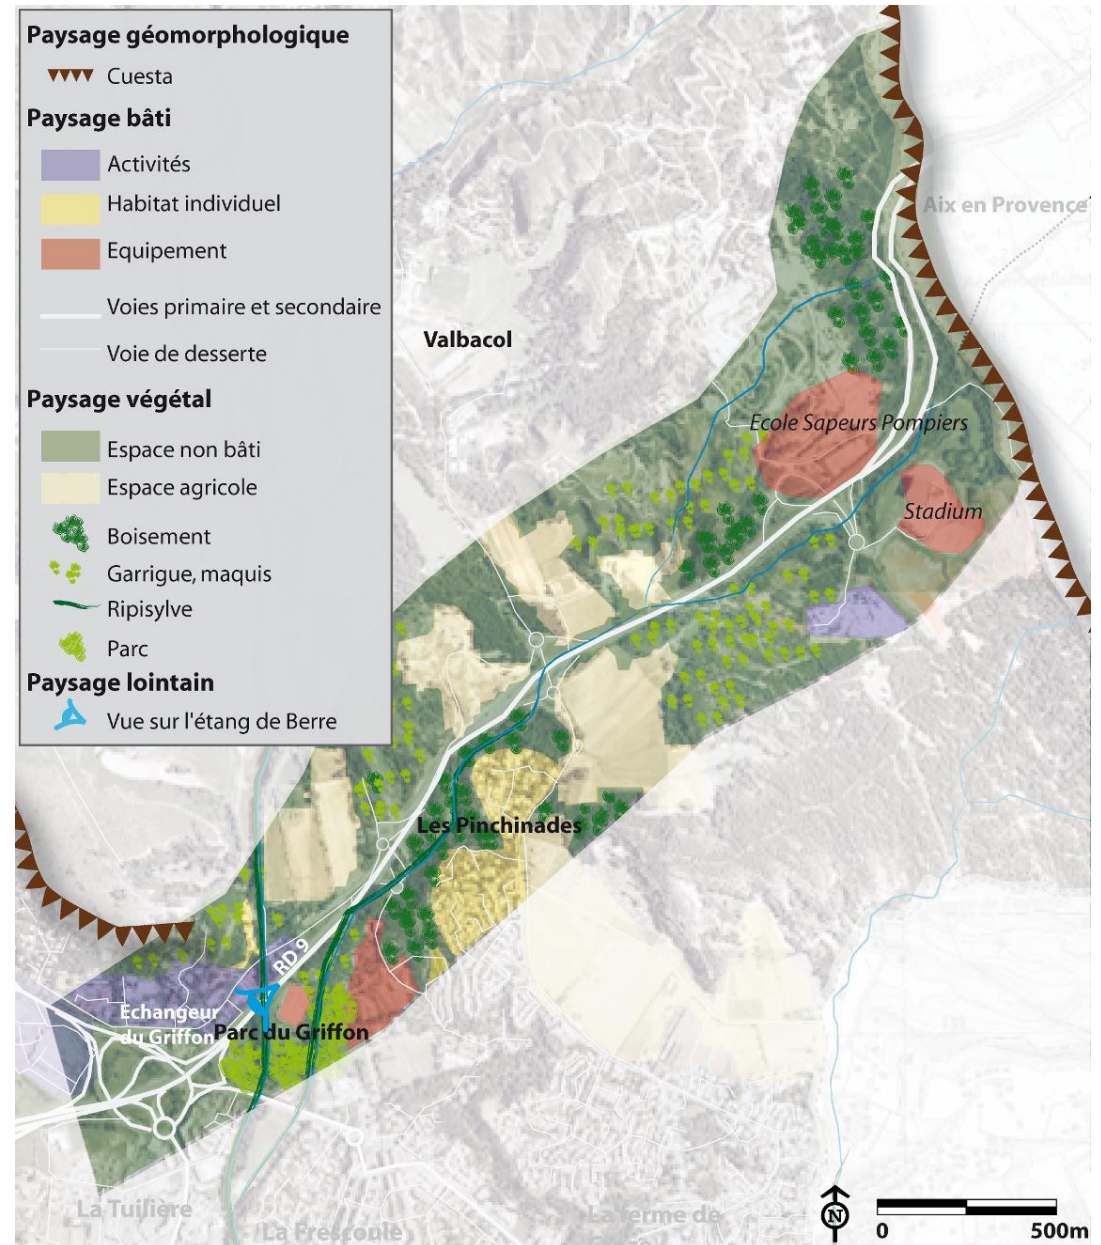 Paysage géomorphologique
Cuesta
Paysage bâti
Activités
Habitat individuel
Equipement
Voies primaire et secondaire
Voie de desserte
Paysage végétal
Espace non bâti
Espace agricole
Boisement
Garrigue, maquis
Ripisylve
Parc
Paysage lointain
Vue sur l'étang de Berre
Aix en Provence
Valbacol
Ecole Sapeurs Pompiers
Stadium
Les Pinchinades
RD 9
Echangeur
du Griffon
Parc du Griffon
La Tuilière
La Frescoule
La ferme de
N
0
500m